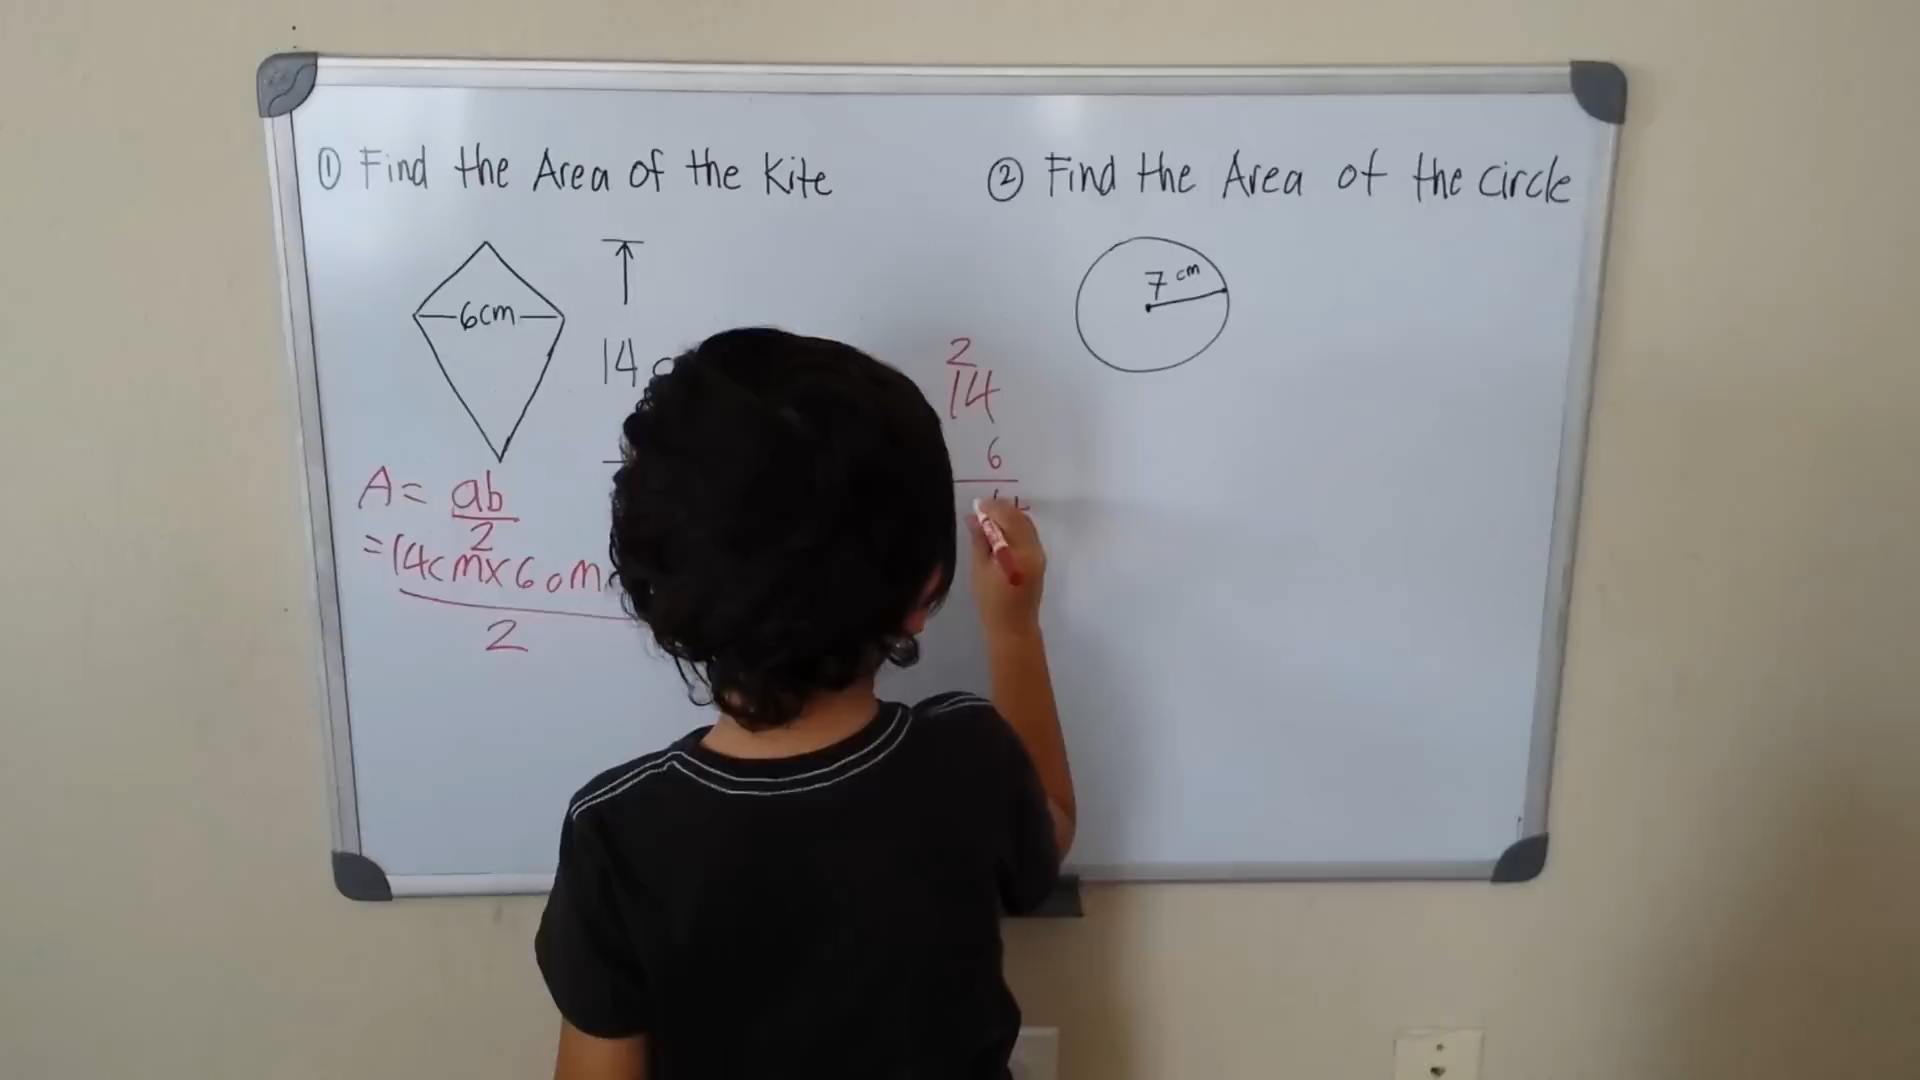 ① Find the Area of the Kite
6cm
14
A = ab
2
= 14cm x 6cm
2
2
14
6
② Find the Area of the circle
7 cm